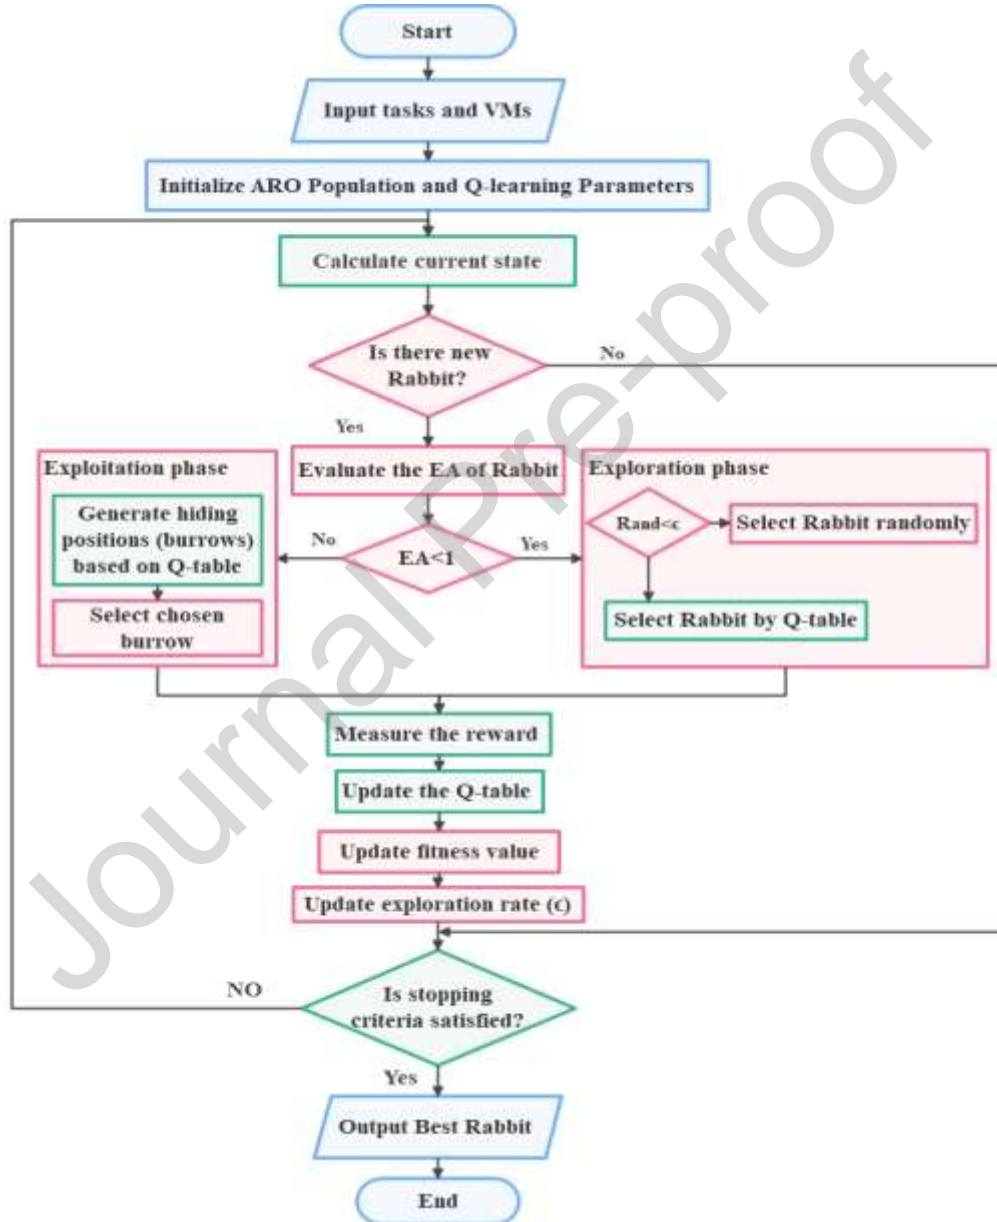 Start
Input tasks and VMs
Initialize ARO Population and Q-learning Parameters
Calculate current state
Is there new
Rabbit?
No
Yes
Evaluate the EA of Rabbit
EA<1
No
Yes
Exploitation phase
Generate hiding
positions (burrows)
based on Q-table
Select chosen
burrow
Exploration phase
Rand<ϵ
Select Rabbit randomly
Select Rabbit by Q-table
Measure the reward
Update the Q-table
Update fitness value
Update exploration rate (ϵ)
Is stopping
criteria satisfied?
NO
Yes
Output Best Rabbit
End
Journal Pre-proof